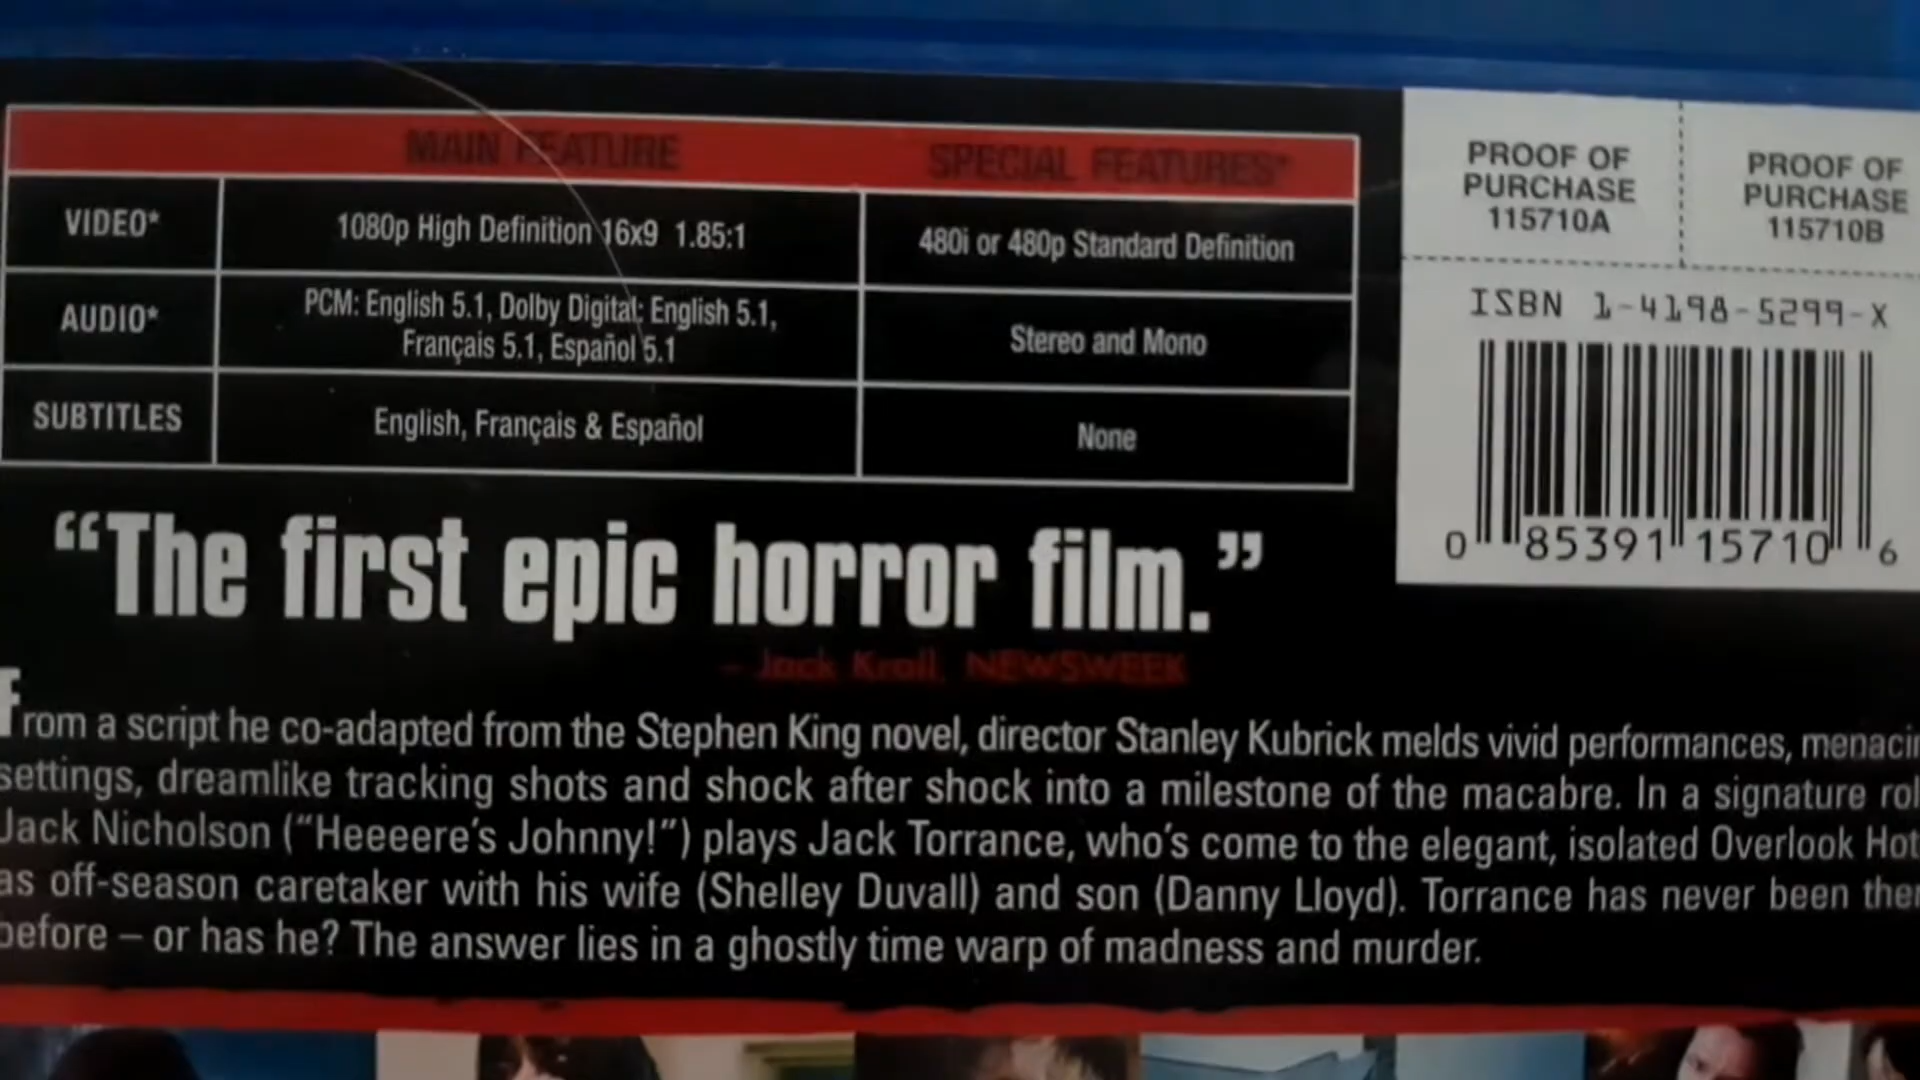 MAIN FEATURE SPECIAL FEATURES*
VIDEO* 1080p High Definition 16x9 1.85:1 480i or 480p Standard Definition
AUDIO* PCM: English 5.1, Dolby Digital: English 5.1,
Français 5.1, Español 5.1 Stereo and Mono
SUBTITLES English, Français & Español None
PROOF OF
PURCHASE
115710A
PROOF OF
PURCHASE
115710B
ISBN 1-4198-5299-X
0 85391 15710 6
“The first epic horror film.”
– Jack Kroll, NEWSWEEK
From a script he co-adapted from the Stephen King novel, director Stanley Kubrick melds vivid performances,
settings, dreamlike tracking shots and shock after shock into a milestone of the macabre. In a signature
Jack Nicholson (“Heeeere’s Johnny!”) plays Jack Torrance, who’s come to the elegant, isolated Overlook
as off-season caretaker with his wife (Shelley Duvall) and son (Danny Lloyd). Torrance has never been
before – or has he? The answer lies in a ghostly time warp of madness and murder.